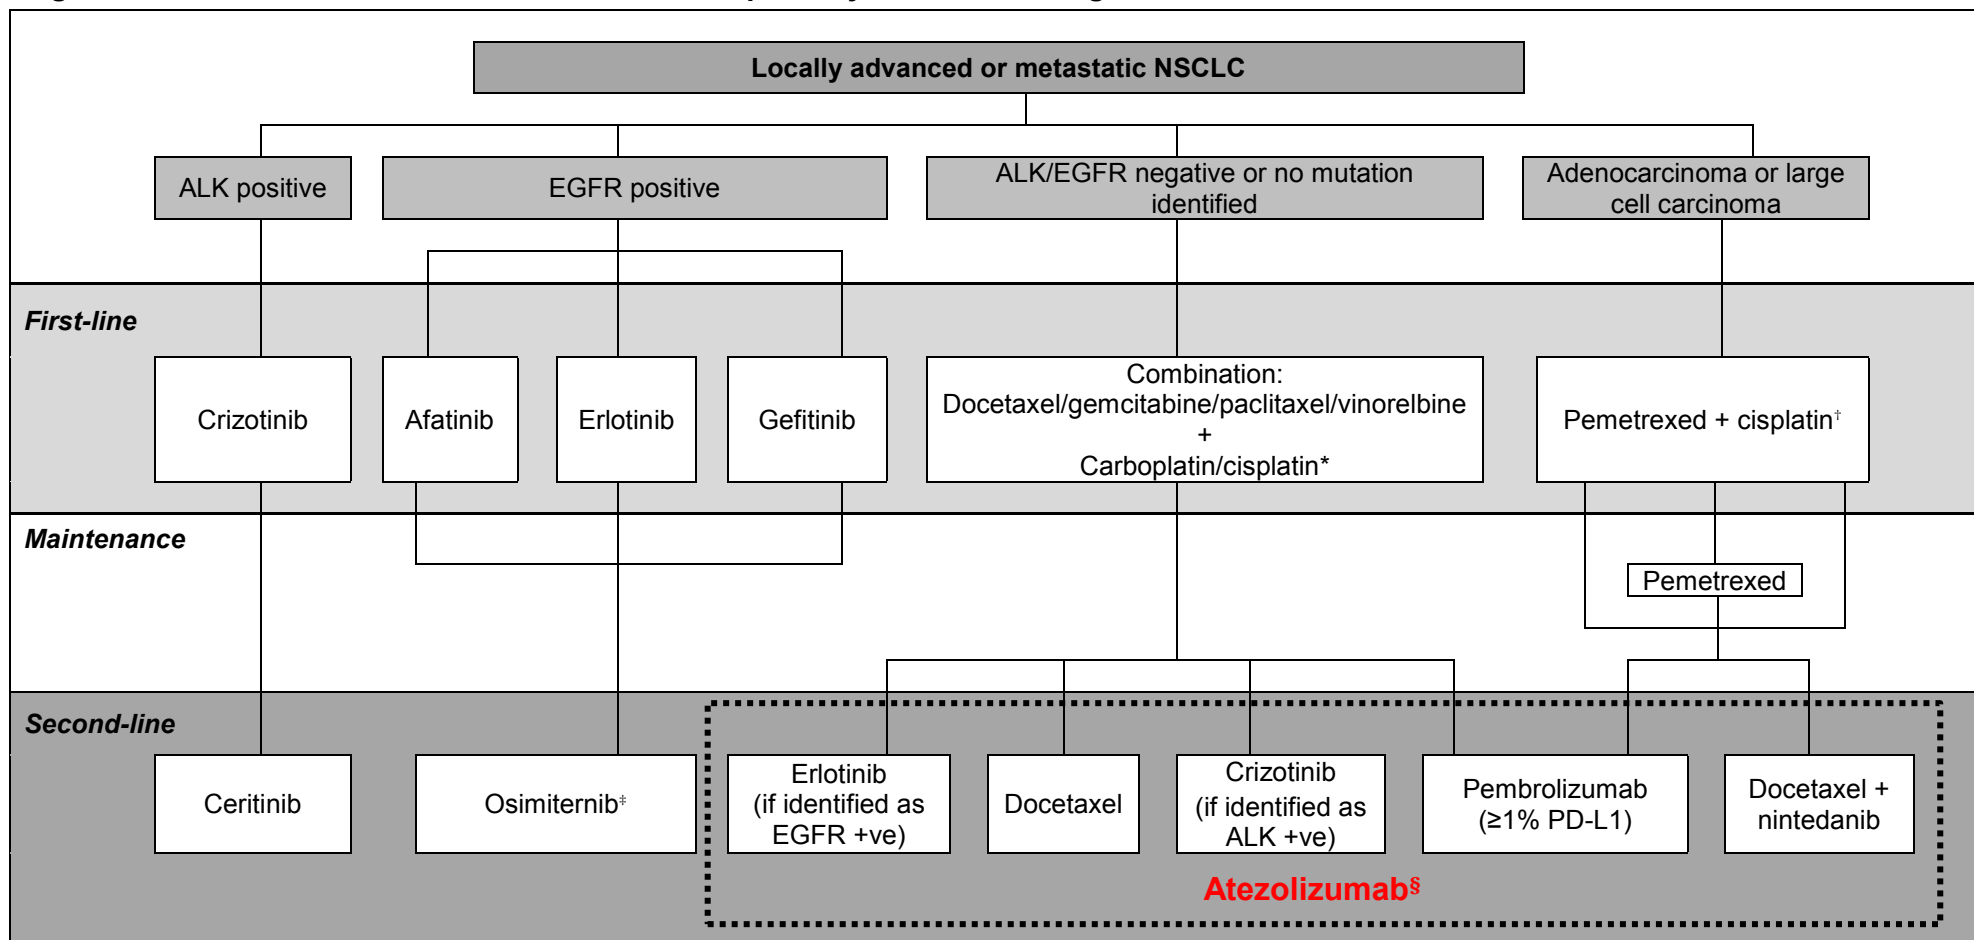 Locally advanced or metastatic NSCLC
ALK positive
EGFR positive
ALK/EGFR negative or no mutation
identified
Adenocarcinoma or large
cell carcinoma
First-line
Crizotinib
Afatinib
Erlotinib
Gefitinib
Combination:
Docetaxel/gemcitabine/paclitaxel/vinorelbine
+
Carboplatin/cisplatin*
Pemetrexed + cisplatin†
Maintenance
Pemetrexed
Second-line
Ceritinib
Osimiternib‡
Erlotinib
(if identified as
EGFR +ve)
Docetaxel
Crizotinib
(if identified as
ALK +ve)
Pembrolizumab
(≥1% PD-L1)
Docetaxel +
nintedanib
Atezolizumab§